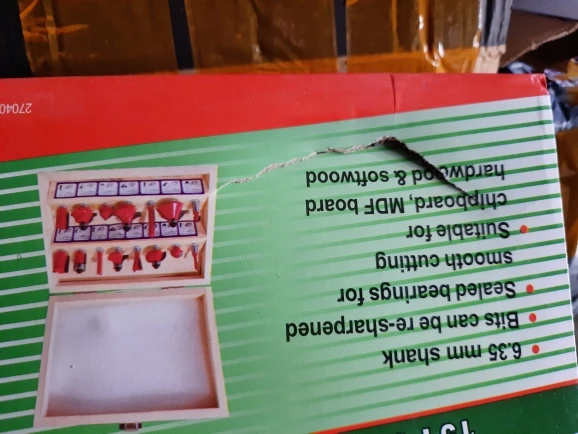 6.35 mm shank
Bits can be re-sharpened
Sealed bearings for
smooth cutting
Suitable for
chipboard, MDF board
hardwood & softwood